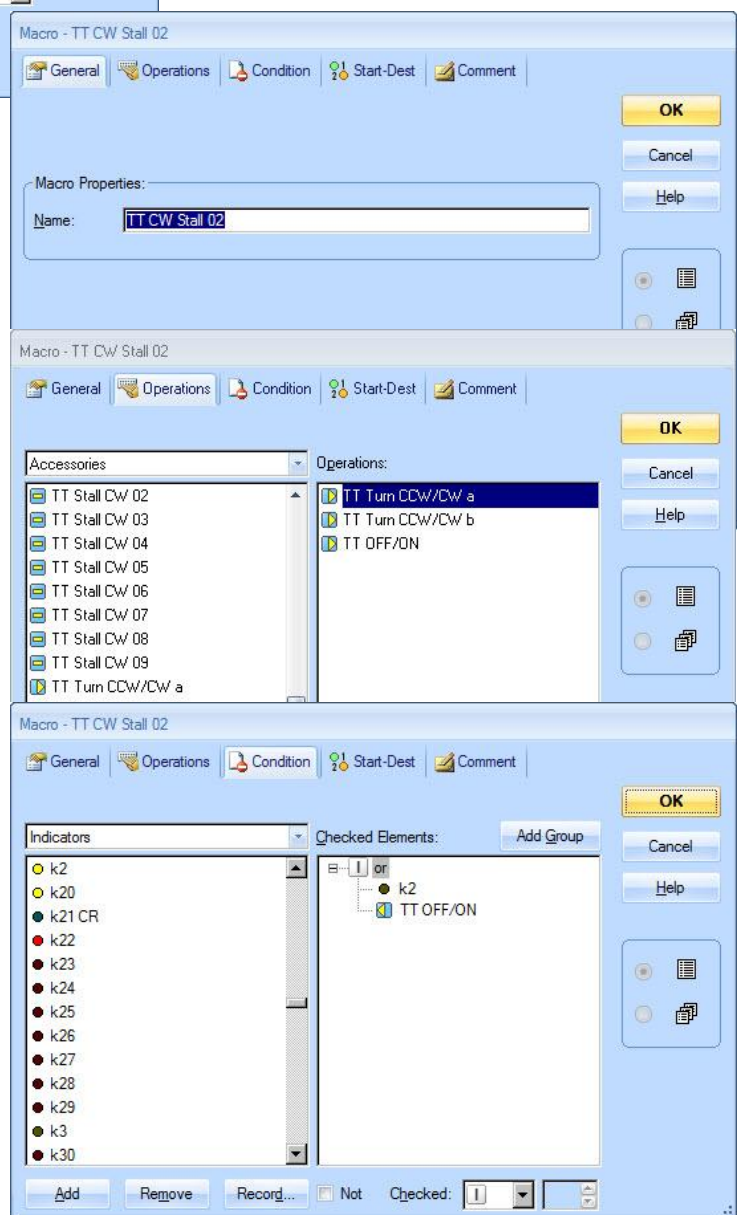 Macro - TT CW Stall 02
General Operations Condition Start-Dest Comment
OK
Cancel
Macro Properties:
Help
Name: TT CW Stall 02
Macro - TT CW Stall 02
General Operations Condition Start-Dest Comment
OK
Accessories Operations:
Cancel
TT Stall CW 02 TT Turn CCW/CW a
TT Stall CW 03 TT Turn CCW/CW b
Help
TT Stall CW 04 TT OFF/ON
TT Stall CW 05
TT Stall CW 06
TT Stall CW 07
TT Stall CW 08
TT Stall CW 09
TT Turn CCW/CW a
Macro - TT CW Stall 02
General Operations Condition Start-Dest Comment
OK
Indicators Checked Elements: Add Group
Cancel
k2 or
k20 k2
Help
k21 CR TT OFF/ON
k22
k23
k24
k25
k26
k27
k28
k29
k3
k30
Add Remove Record... Not Checked: